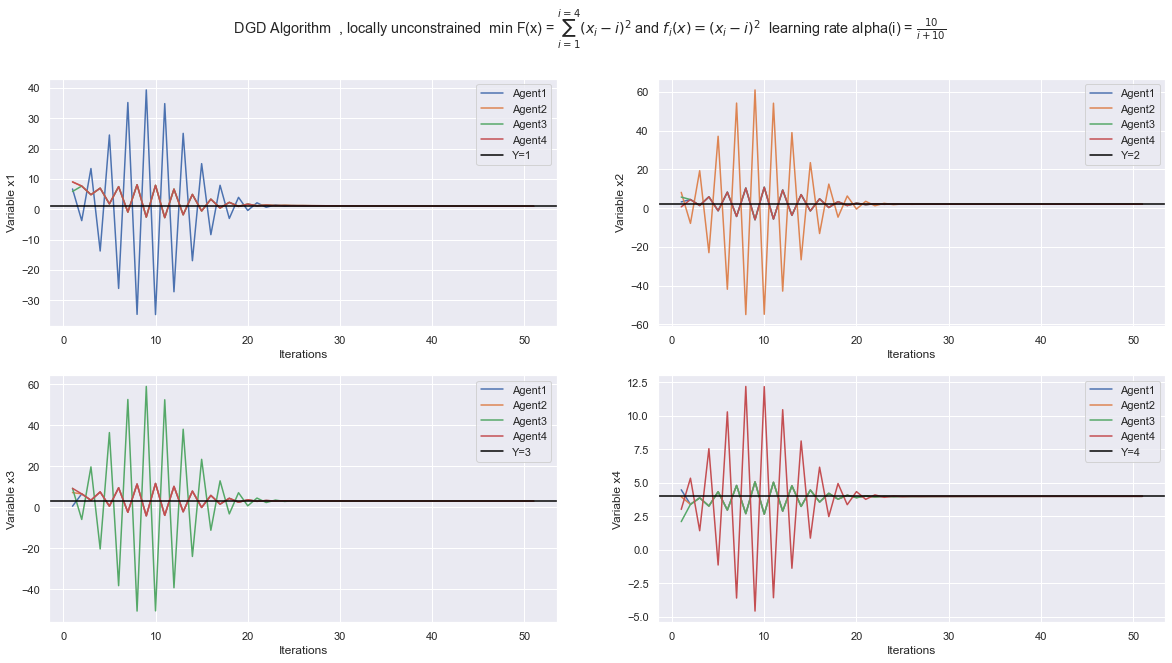 DGD Algorithm , locally unconstrained min F(x) = $\sum_{i=1}^{i=4}(x_i - i)^2$ and $f_i(x) = (x_i - i)^2$ learning rate alpha(i) = $\frac{10}{i+10}$
40
30
20
10
0
−10
−20
−30
Variable x1
Agent1
Agent2
Agent3
Agent4
Y=1
0 10 20 30 40 50
Iterations
60
40
20
0
−20
−40
−60
Variable x2
Agent1
Agent2
Agent3
Agent4
Y=2
0 10 20 30 40 50
Iterations
60
40
20
0
−20
−40
Variable x3
Agent1
Agent2
Agent3
Agent4
Y=3
0 10 20 30 40 50
Iterations
12.5
10.0
7.5
5.0
2.5
0.0
−2.5
−5.0
Variable x4
Agent1
Agent2
Agent3
Agent4
Y=4
0 10 20 30 40 50
Iterations